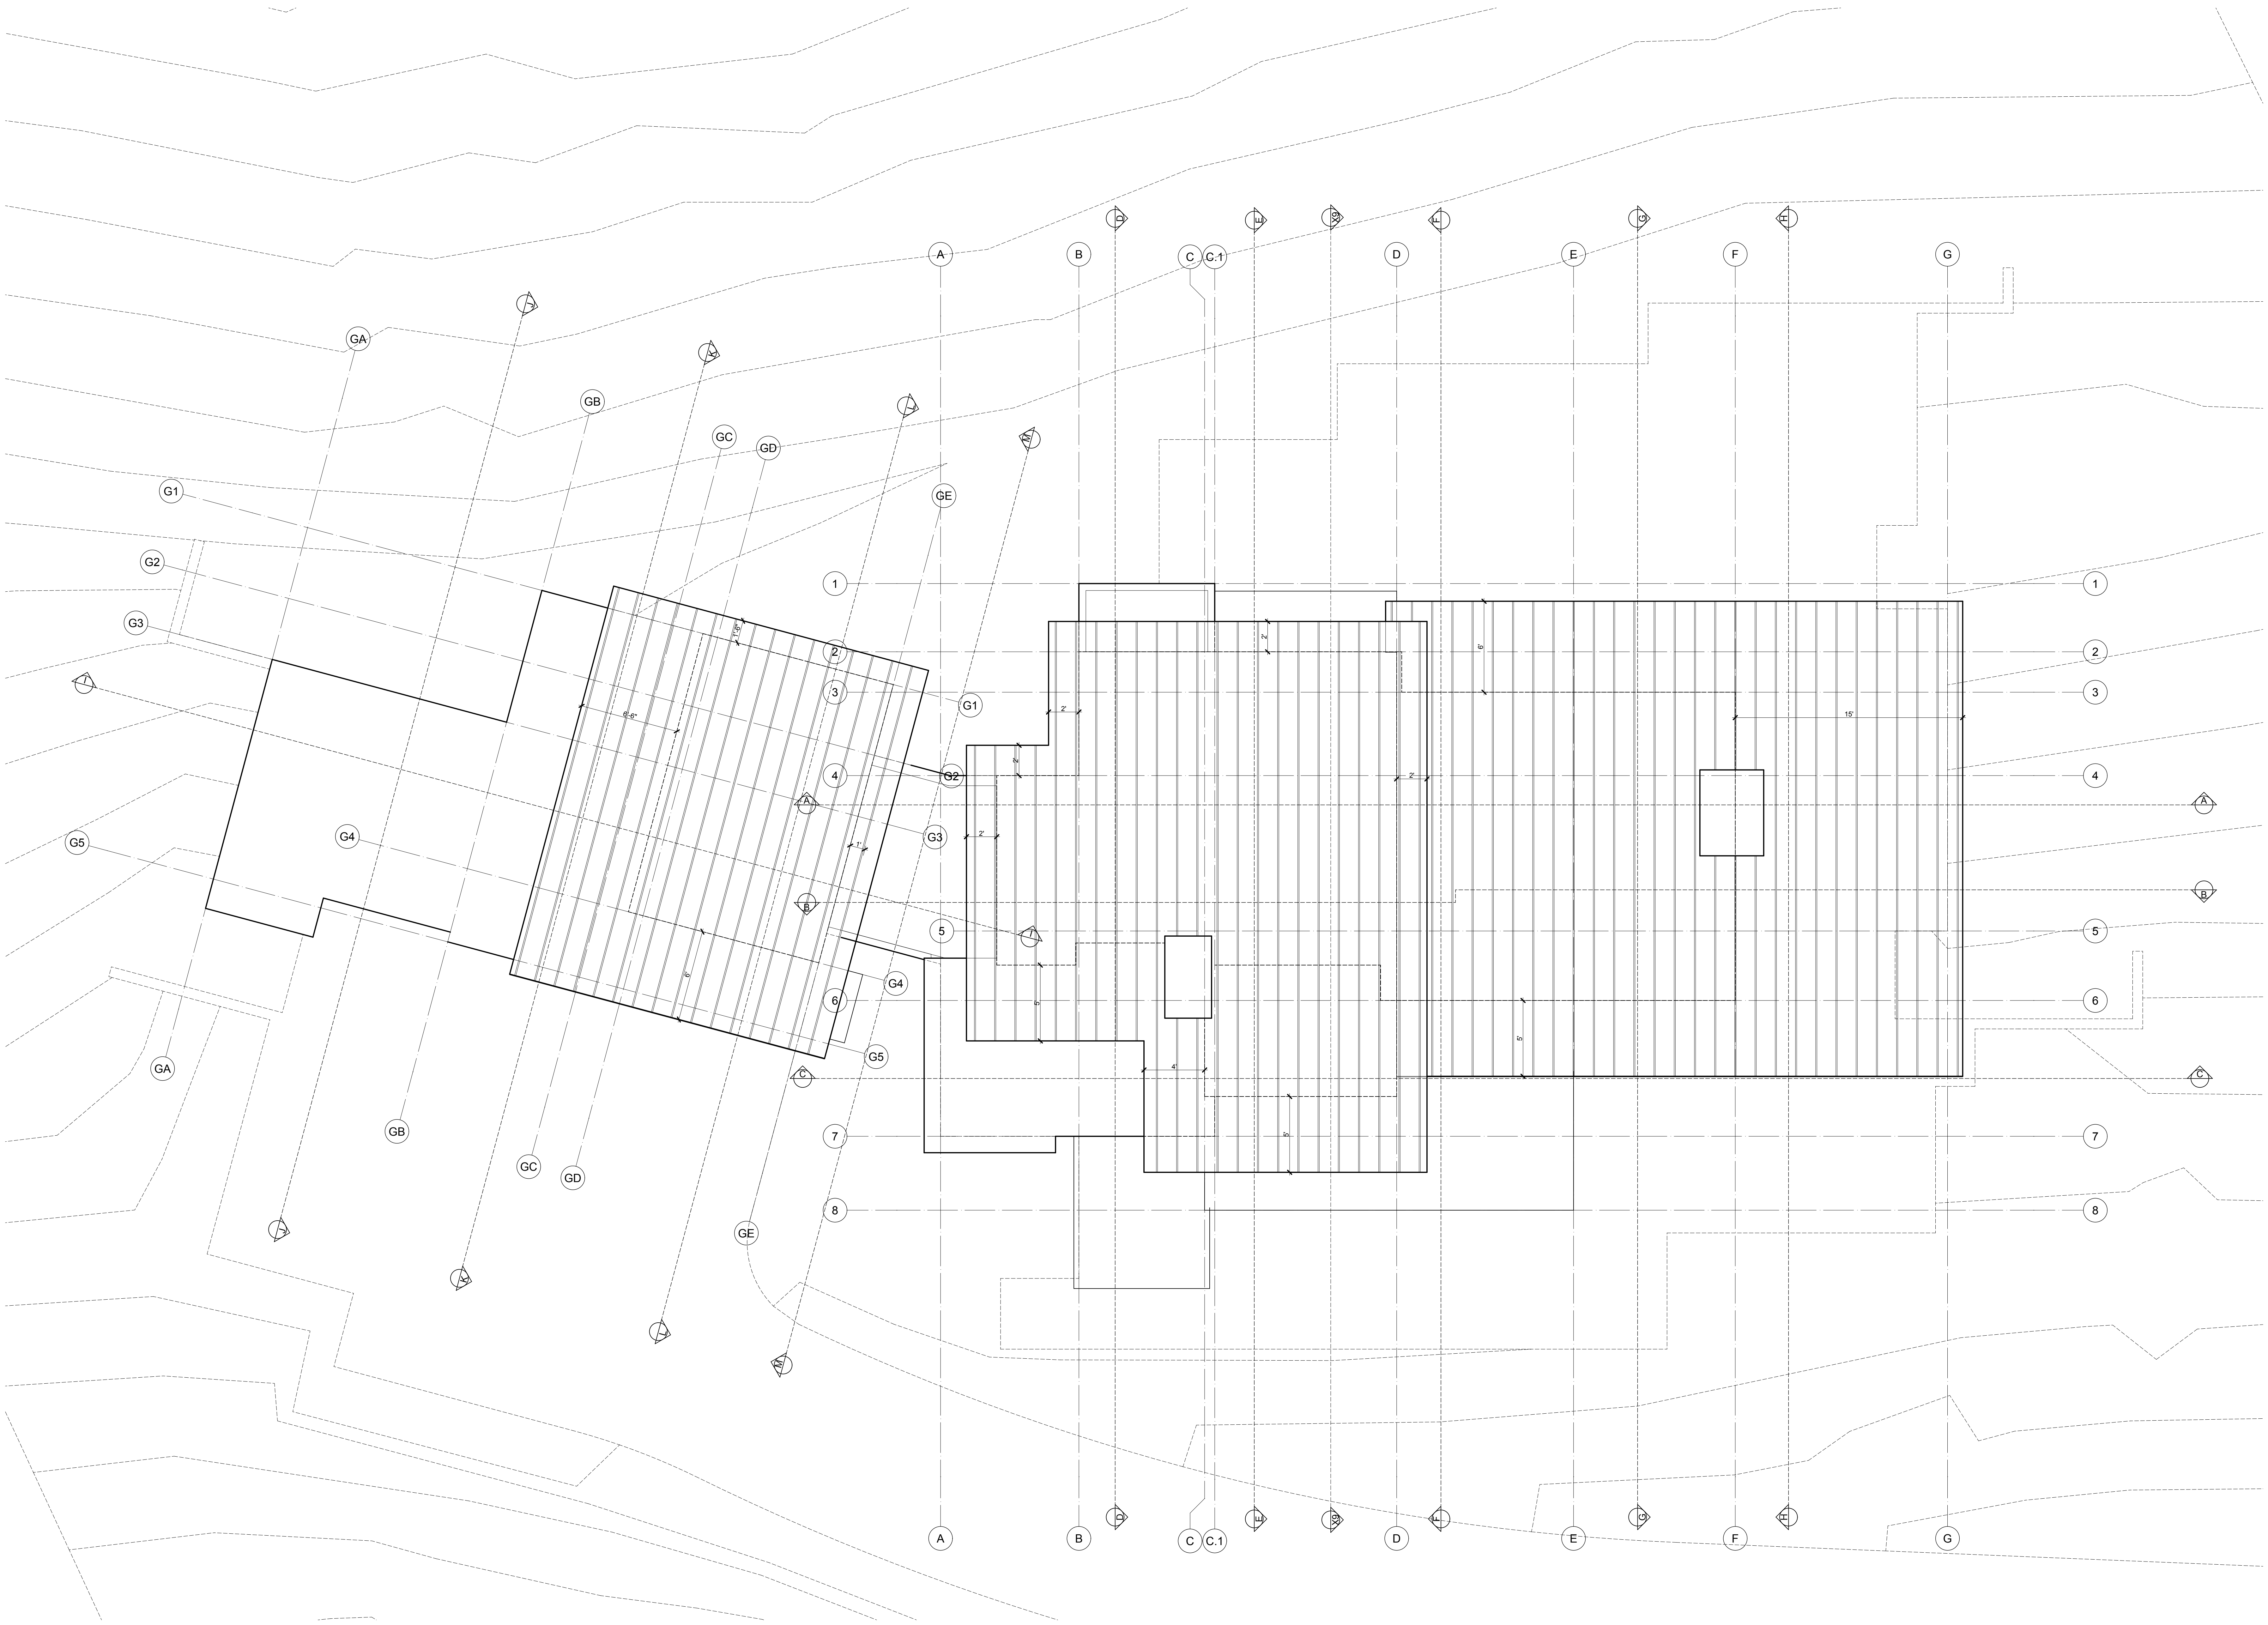 D E X9 F G H
A B C C.1 D E F G
J
GA
K
GB
L
GC M
GD
G1 GE
G2 1 1
G3
1'-6" 2 2' 6' 2
I 3 3
6'-6" G1 2' 15'
2'
4 G2 2' 4
A A
G4 G3 2'
G5 1'
B B
I 5 5
6' G4 6 5' 6
5'
G5
GA C 4' C
GB 7 5' 7
GC
GD
J GE 8 8
K
L
M
D E X9 F G H
A B C C.1 D E F G